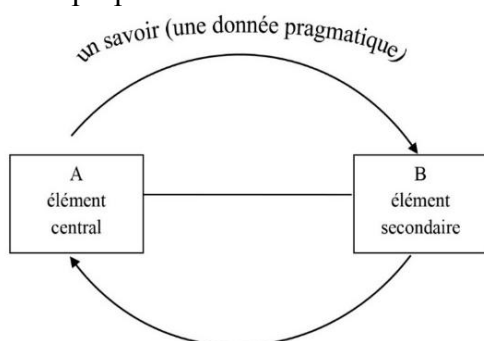 un savoir (une donnée pragmatique)
A
élément
central
B
élément
secondaire